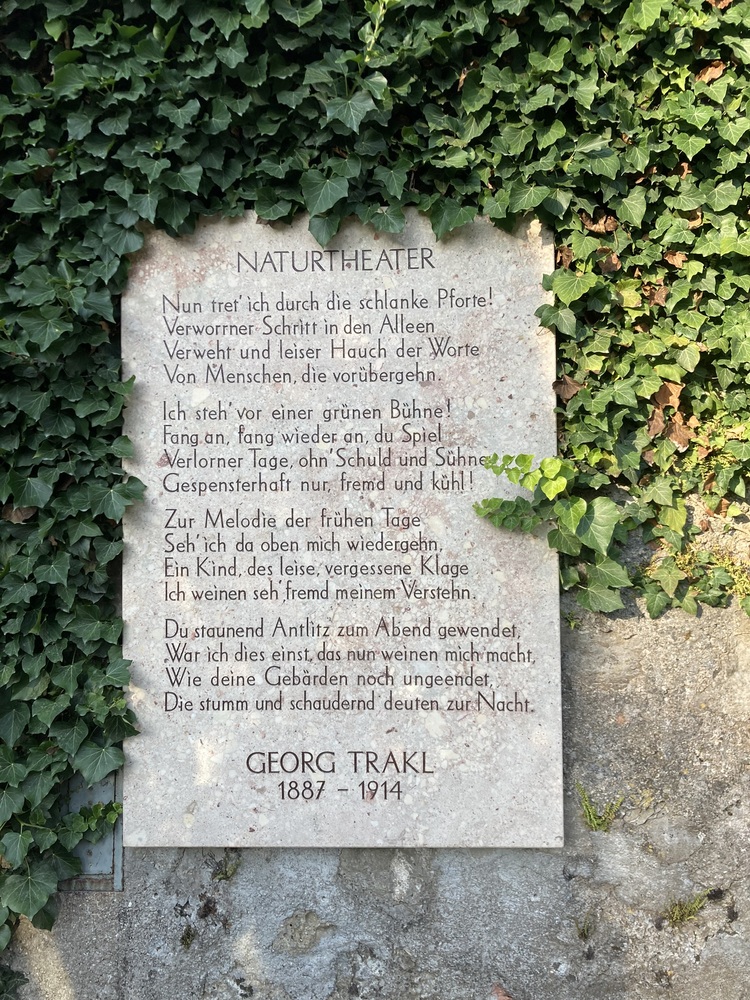 NATURTHEATER
Nun tret' ich durch die schlanke Pforte!
Verworrner Schritt in den Alleen
Verweht und leiser Hauch der Worte
Von Menschen, die vorübergehn.
Ich steh' vor einer grünen Bühne!
Fang an, fang wieder an, du Spiel
Verlorner Tage, ohn' Schuld und Sühne
Gespensterhaft nur, fremd und kühl!
Zur Melodie der frühen Tage
Seh' ich da oben mich wiedergehn,
Ein Kind, des leise, vergessene Klage
Ich weinen seh', fremd meinem Verstehn.
Du staunend Antlitz zum Abend gewendet,
War ich dies einst, das nun weinen mich macht,
Wie deine Gebärden noch ungeendet,
Die stumm und schaudernd deuten zur Nacht.
GEORG TRAKL
1887 – 1914